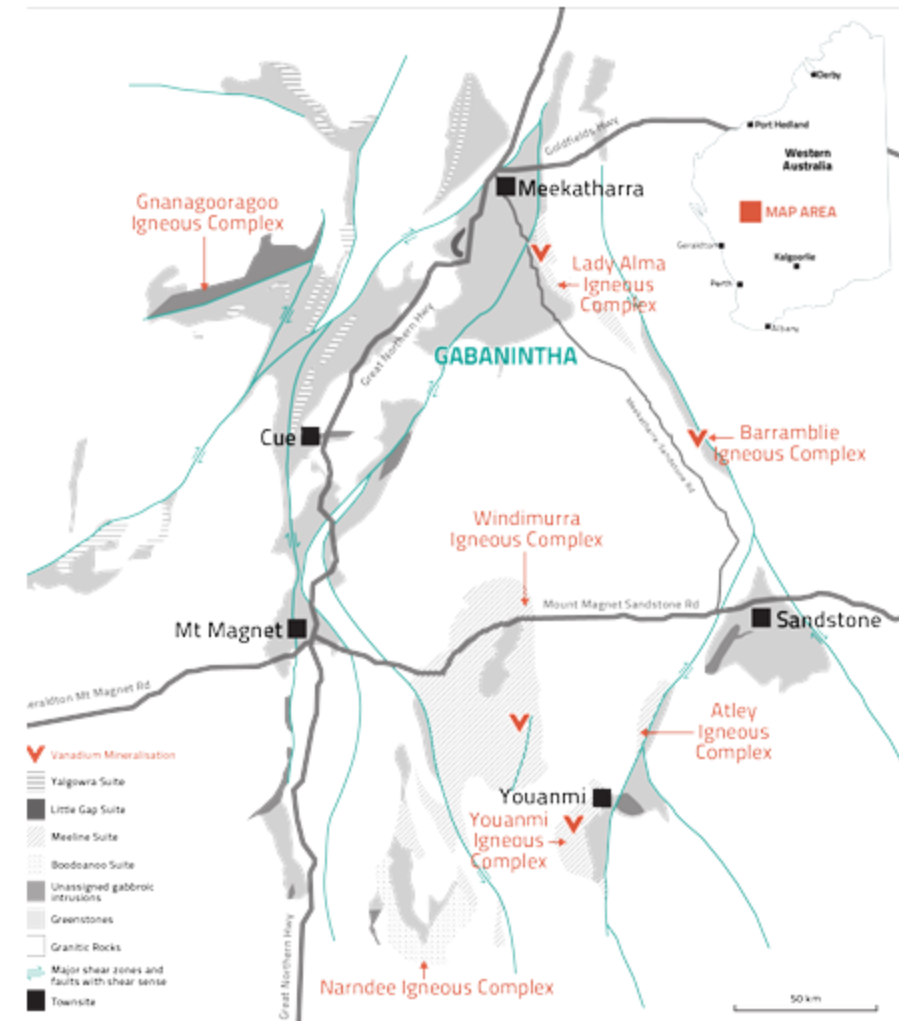 Goldfields Hwy
Meekatharra
Derby
Port Hedland
Western
Australia
MAP AREA
Geraldton
Kalgoorlie
Perth
Albany
Gnanagooragoo
Igneous Complex
Lady Alma
Igneous
Complex
Great Northern Hwy
GABANINTHA
Meekatharra-Sandstone Rd
Cue
Barramblie
Igneous Complex
Windimurra
Igneous Complex
Mount Magnet Sandstone Rd
Mt Magnet
Sandstone
eraldton Mt Magnet Rd
Atley
Igneous
Complex
Youanmi
Youanmi
Igneous
Complex
Narndee Igneous Complex
Great Northern Hwy
Vanadium Mineralisation
Yalgowra Suite
Little Gap Suite
Meeline Suite
Boodoanoo Suite
Unassigned gabbroic
intrusions
Greenstones
Granitic Rocks
Major shear zones and
faults with shear sense
Townsite
50 km